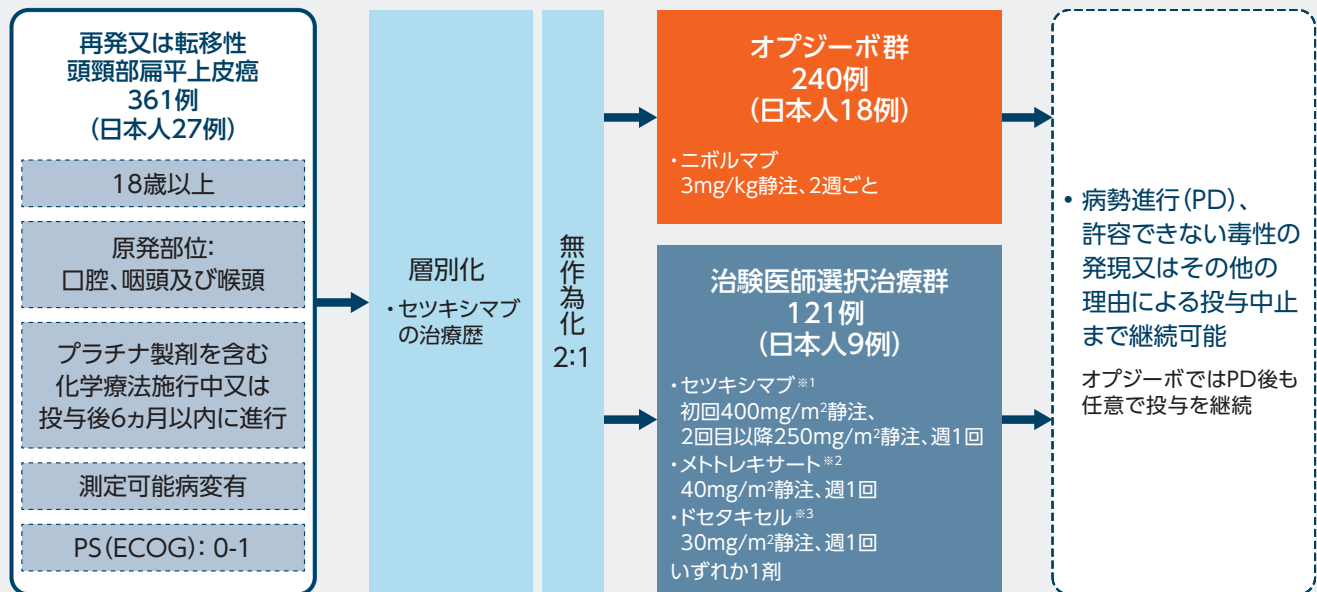 再発又は転移性
頭頸部扁平上皮癌
361例
(日本人27例)
18歳以上
原発部位:
口腔、咽頭及び喉頭
プラチナ製剤を含む
化学療法施行中又は
投与後6ヵ月以内に進行
測定可能病変有
PS(ECOG):0-1
層別化
・セツキシマブ
の治療歴
無作為化
2:1
オプジーボ群
240例
(日本人18例)
・ニボルマブ
3mg/kg静注、2週ごと
治験医師選択治療群
121例
(日本人9例)
・セツキシマブ※1
初回400mg/m²静注、
2回目以降250mg/m²静注、週1回
・メトトレキサート※2
40mg/m²静注、週1回
・ドセタキセル※3
30mg/m²静注、週1回
いずれか1剤
• 病勢進行(PD)、
許容できない毒性の
発現又はその他の
理由による投与中止
まで継続可能
オプジーボではPD後も
任意で投与を継続